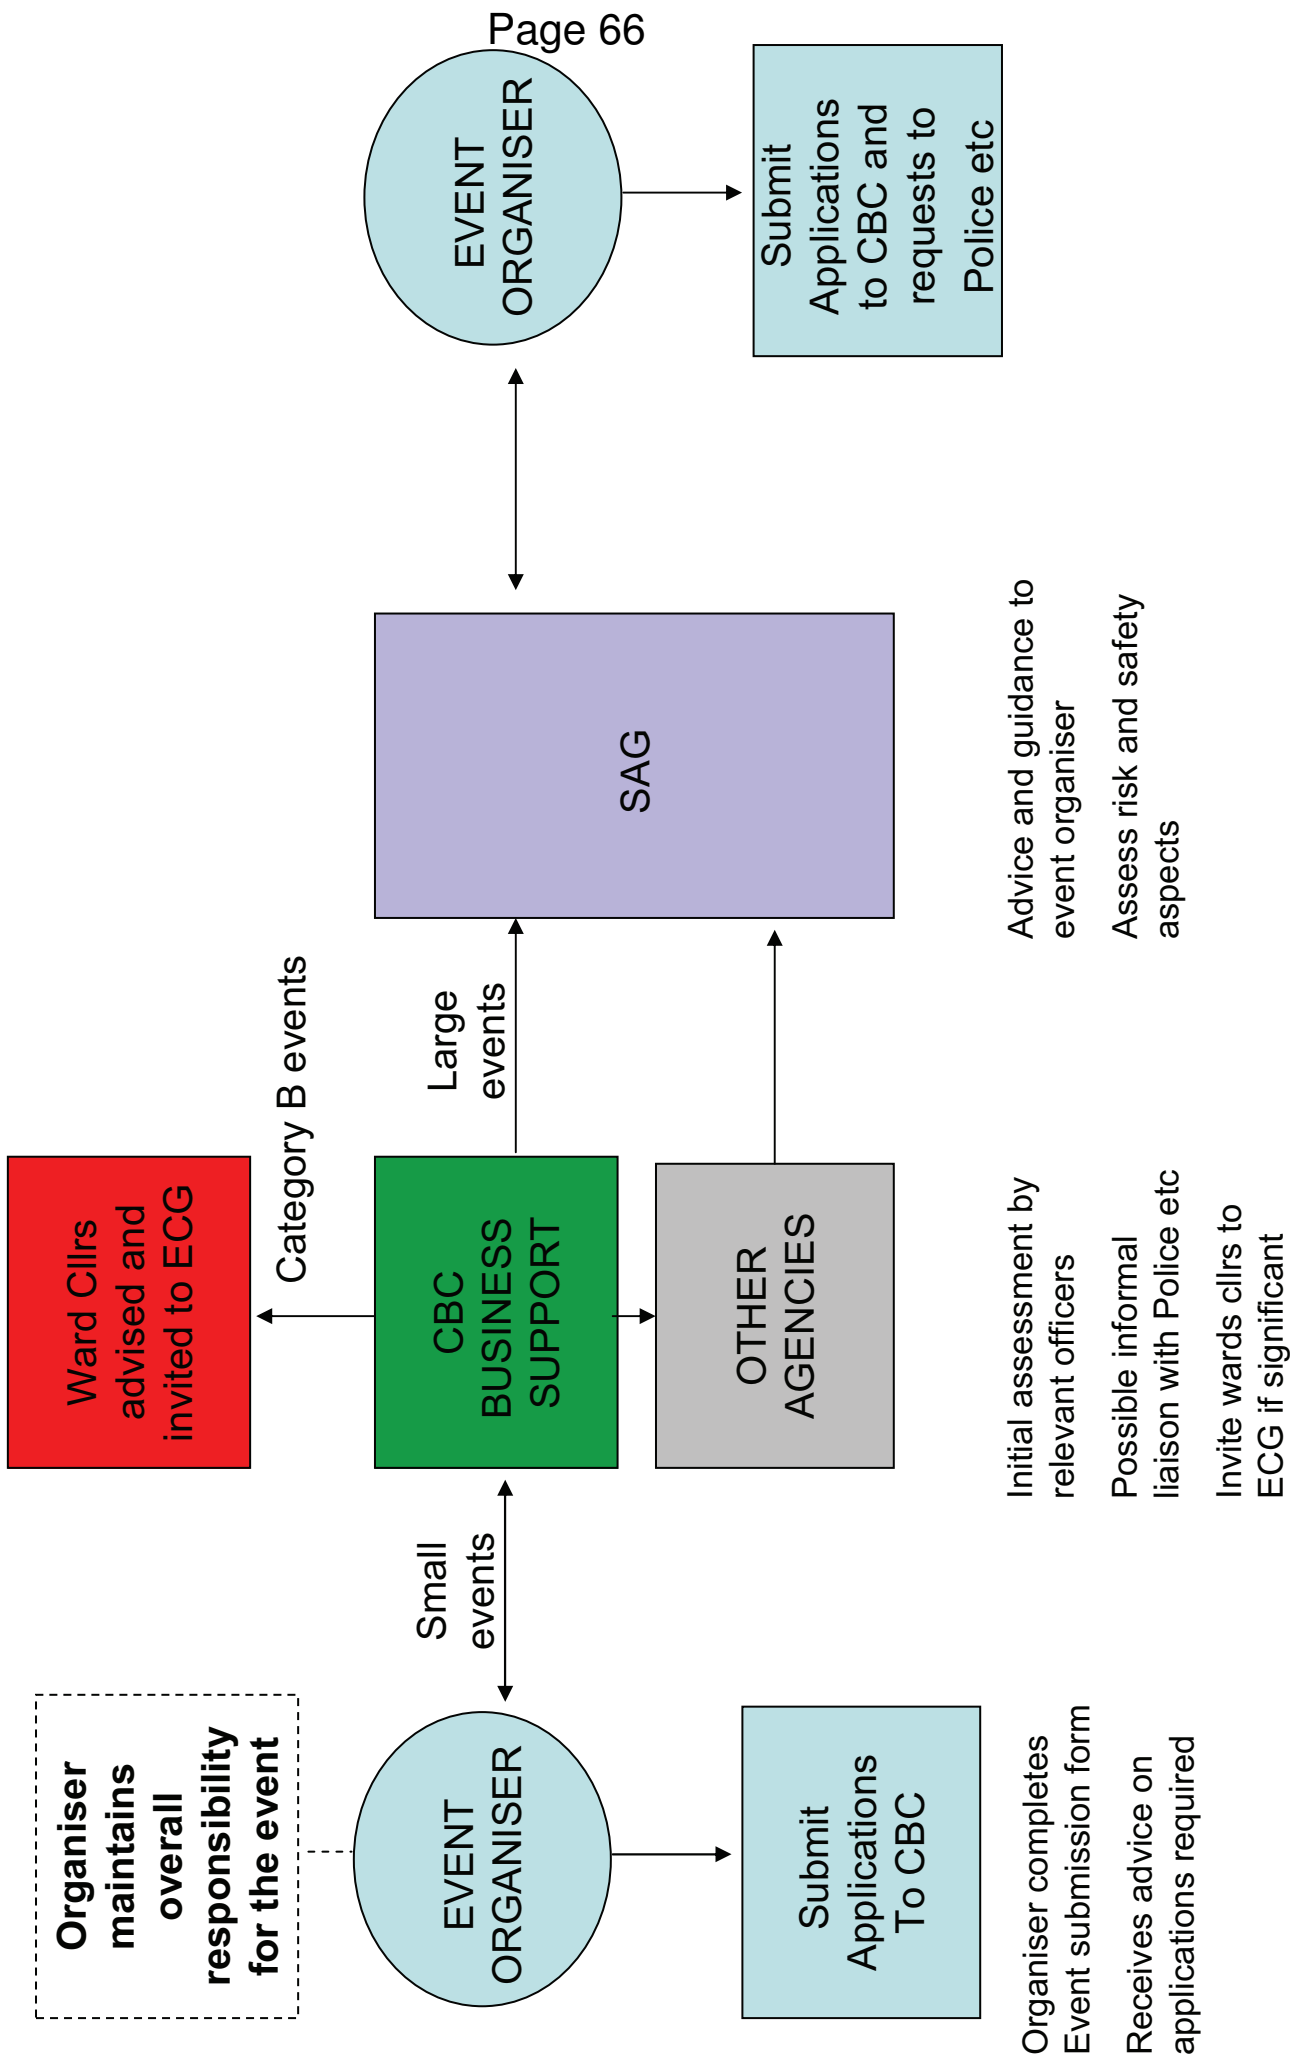 Page 66
Organiser
maintains
overall
responsibility
for the event
EVENT
ORGANISER
Submit
Applications
To CBC
Organiser completes
Event submission form
Receives advice on
applications required
Small
events
Ward Cllrs
advised and
invited to ECG
Category B events
CBC
BUSINESS
SUPPORT
OTHER
AGENCIES
Initial assessment by
relevant officers
Possible informal
liaison with Police etc
Invite wards cllrs to
ECG if significant
Large
events
SAG
Advice and guidance to
event organiser
Assess risk and safety
aspects
EVENT
ORGANISER
Submit
Applications
to CBC and
requests to
Police etc